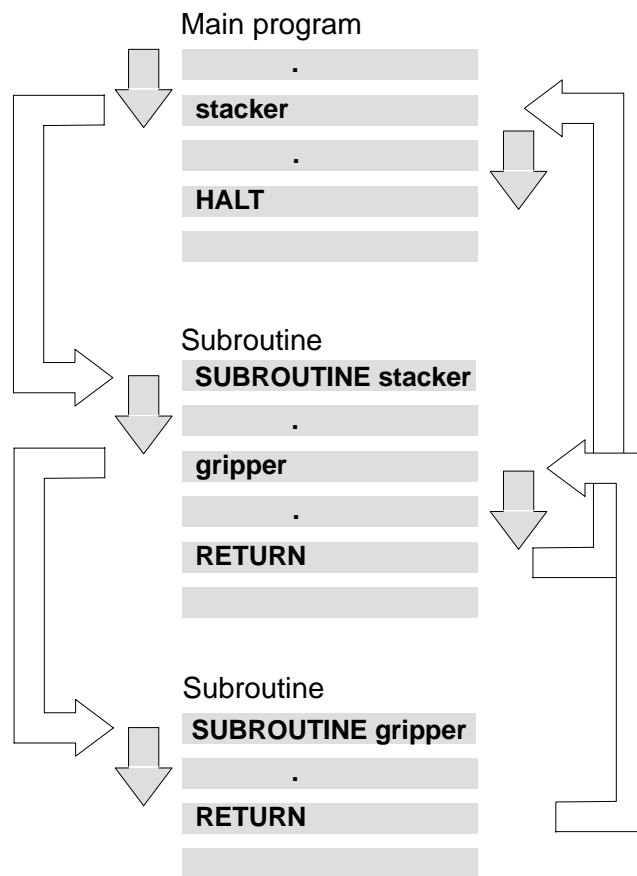 Main program
.
stacker
.
HALT
Subroutine
SUBROUTINE stacker
.
gripper
.
RETURN
Subroutine
SUBROUTINE gripper
.
RETURN